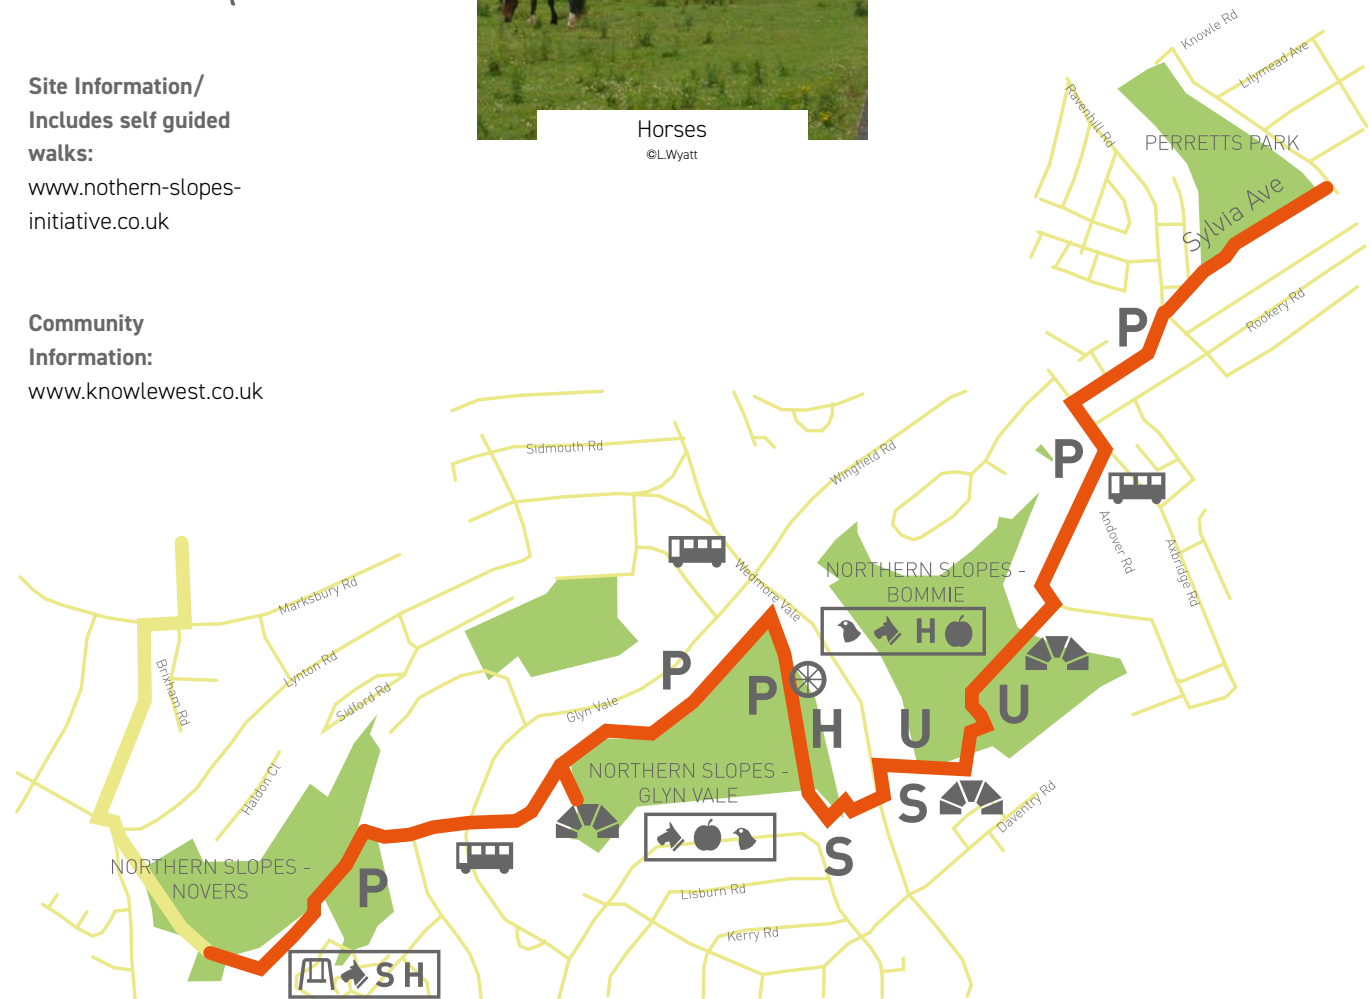 Site Information/
Includes self guided
walks:
www.nothern-slopes-
initiative.co.uk
Community
Information:
www.knowlewest.co.uk
Horses
©L.Wyatt
Knowle Rd
Lilymead Ave
Ravenhill Rd
PERRETTS PARK
Sylvia Ave
Rookery Rd
P
P
Sidmouth Rd
Wingfield Rd
Andover Rd
Axbridge Rd
Wedmore Vale
NORTHERN SLOPES -
BOMMIE
H
Marksbury Rd
Lynton Rd
Brixham Rd
Sidford Rd
Glyn Vale
P
P
H
U
U
Haldon Cl
NORTHERN SLOPES -
GLYN VALE
S
Daventry Rd
S
NORTHERN SLOPES -
NOVERS
P
Lisburn Rd
Kerry Rd
S H